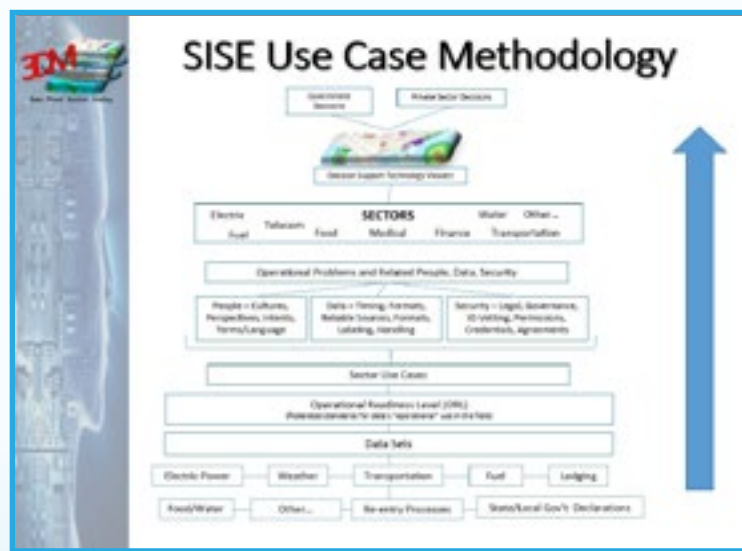 SISE Use Case Methodology
Government
Decisions
Private Sector Decisions
Decision Support Technology Viewers
SECTORS
Electric
Telecom
Water
Other...
Fuel
Food
Medical
Finance
Transportation
Operational Problems and Related People, Data, Security
People – Cultures,
Perspectives, Intents,
Terms/Language
Data – Timing, Formats,
Reliable Sources, Formats,
Labeling, Handling
Security – Legal, Governance,
ID Vetting, Permissions,
Credentials, Agreements
Sector Use Cases
Operational Readiness Level (ORL)
Data Sets
Electric Power
Weather
Transportation
Fuel
Lodging
Food/Water
Other...
Re-entry Processes
State/Local Gov't Declarations